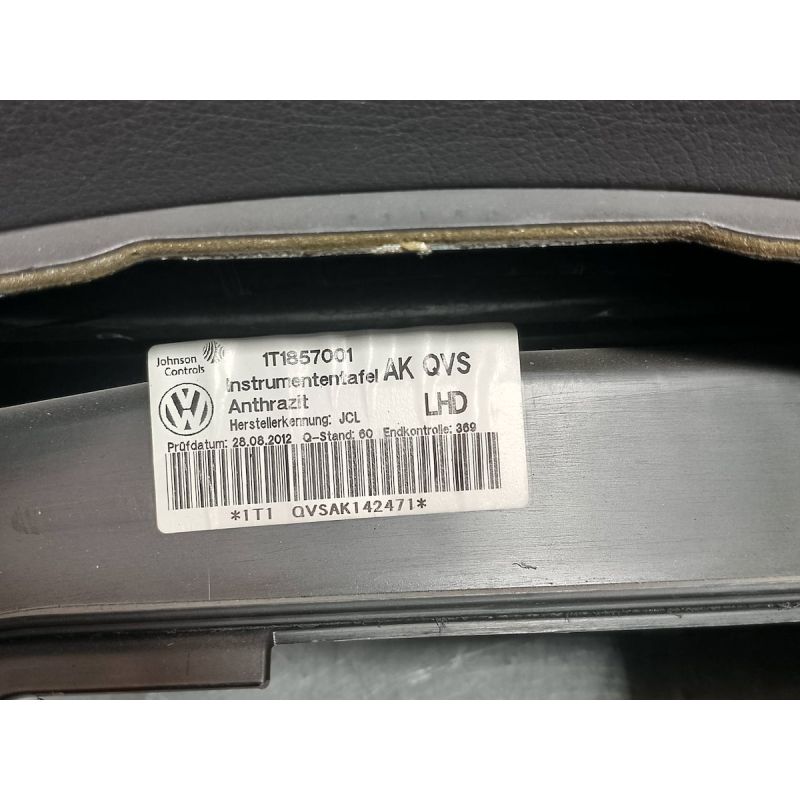 Johnson Controls
1T1857001
Instrumententafel AK QVS
Anthrazit LHD
Herstellerkennung: JCL
Prüfdatum: 28.08.2012 Q-Stand: 60 Endkontrolle: 369
*1T1 QVSAK142471*